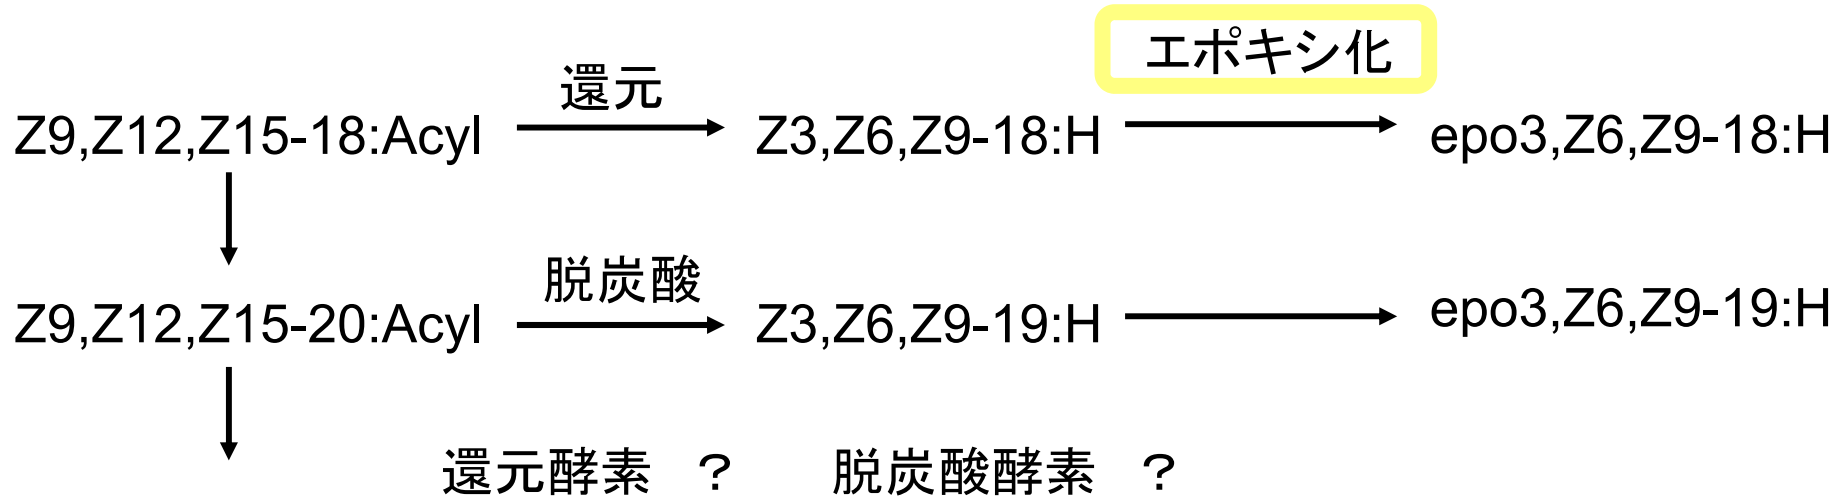 エポキシ化
還元
Z9,Z12,Z15-18:Acyl Z3,Z6,Z9-18:H epo3,Z6,Z9-18:H
脱炭酸
Z9,Z12,Z15-20:Acyl Z3,Z6,Z9-19:H epo3,Z6,Z9-19:H
還元酵素 ? 脱炭酸酵素 ?